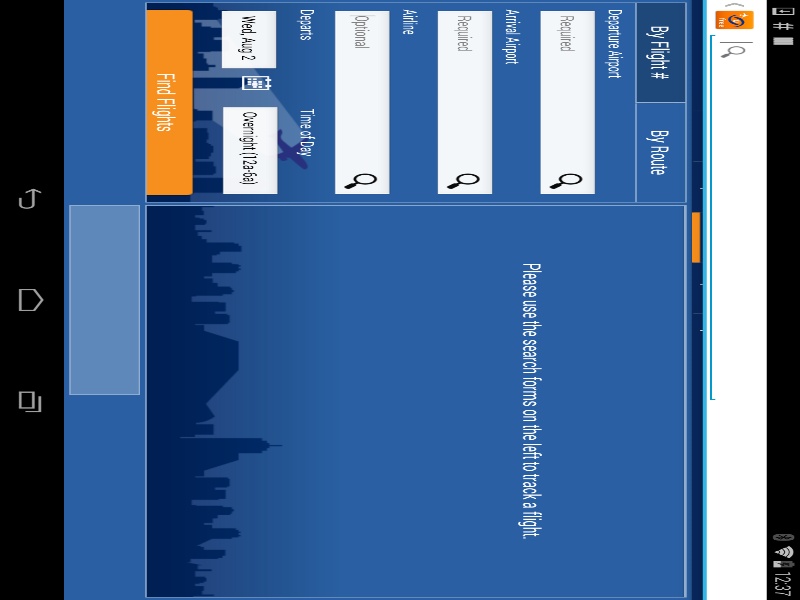 12:37
free
By Flight #
By Route
Departure Airport
Required
Arrival Airport
Required
Airline
Optional
Departs
Time of Day
Wed, Aug 2
Overnight (12a-6a)
Find Flights
Please use the search forms on the left to track a flight.